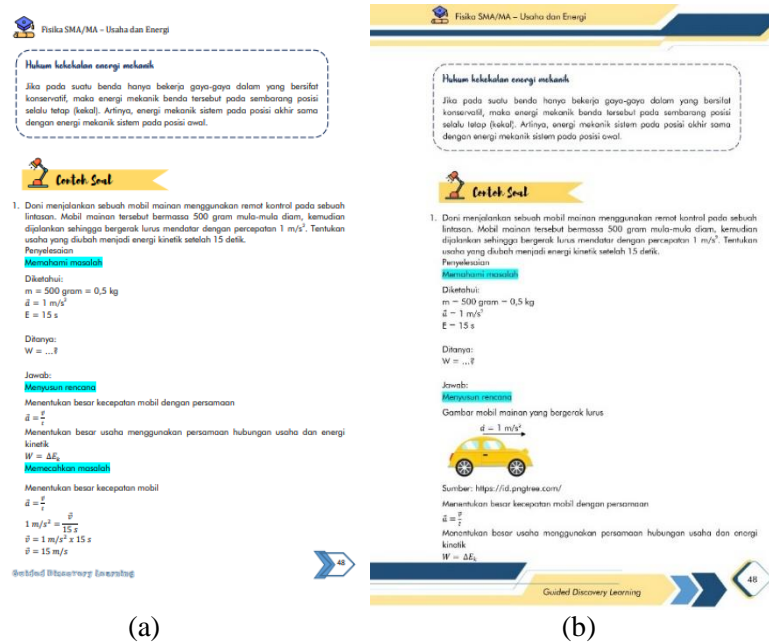 Fisika SMA/MA – Usaha dan Energi
Hukum kekekalan energi mekanik
Jika pada suatu benda hanya bekerja gaya-gaya dalam yang bersifat
konservatif, maka energi mekanik benda tersebut pada sembarang posisi
selalu tetap (kekal). Artinya, energi mekanik sistem pada posisi akhir sama
dengan energi mekanik sistem pada posisi awal.
Contoh Soal
1. Doni menjalankan sebuah mobil mainan menggunakan remot kontrol pada sebuah
lintasan. Mobil mainan tersebut bermassa 500 gram mula-mula diam, kemudian
dijalankan sehingga bergerak lurus mendatar dengan percepatan 1 m/s². Tentukan
usaha yang diubah menjadi energi kinetik setelah 15 detik.
Penyelesaian
Memahami masalah
Diketahui:
m = 500 gram = 0,5 kg
a⃗ = 1 m/s²
E = 15 s
Ditanya:
W = ...?
Jawab:
Menyusun rencana
Menentukan besar kecepatan mobil dengan persamaan
a⃗ = v⃗/t
Menentukan besar usaha menggunakan persamaan hubungan usaha dan energi
kinetik
W = ΔEₖ
Memecahkan masalah
Menentukan besar kecepatan mobil
a⃗ = v⃗/t
1 m/s² = v⃗/15 s
v⃗ = 1 m/s² x 15 s
v⃗ = 15 m/s
Guided Discovery Learning
48
(a)
Fisika SMA/MA – Usaha dan Energi
Hukum kekekalan energi mekanik
Jika pada suatu benda hanya bekerja gaya-gaya dalam yang bersifat
konservatif, maka energi mekanik benda tersebut pada sembarang posisi
selalu tetap (kekal). Artinya, energi mekanik sistem pada posisi akhir sama
dengan energi mekanik sistem pada posisi awal.
Contoh Soal
1. Doni menjalankan sebuah mobil mainan menggunakan remot kontrol pada sebuah
lintasan. Mobil mainan tersebut bermassa 500 gram mula-mula diam, kemudian
dijalankan sehingga bergerak lurus mendatar dengan percepatan 1 m/s². Tentukan
usaha yang diubah menjadi energi kinetik setelah 15 detik.
Penyelesaian
Memahami masalah
Diketahui:
m = 500 gram = 0,5 kg
a⃗ = 1 m/s²
E = 15 s
Ditanya:
W = ...?
Jawab:
Menyusun rencana
Gambar mobil mainan yang bergerak lurus
a⃗ = 1 m/s²
Sumber: https://id.pngtree.com/
Menentukan besar kecepatan mobil dengan persamaan
a⃗ = v⃗/t
Menentukan besar usaha menggunakan persamaan hubungan usaha dan energi
kinetik
W = ΔEₖ
Guided Discovery Learning
48
(b)